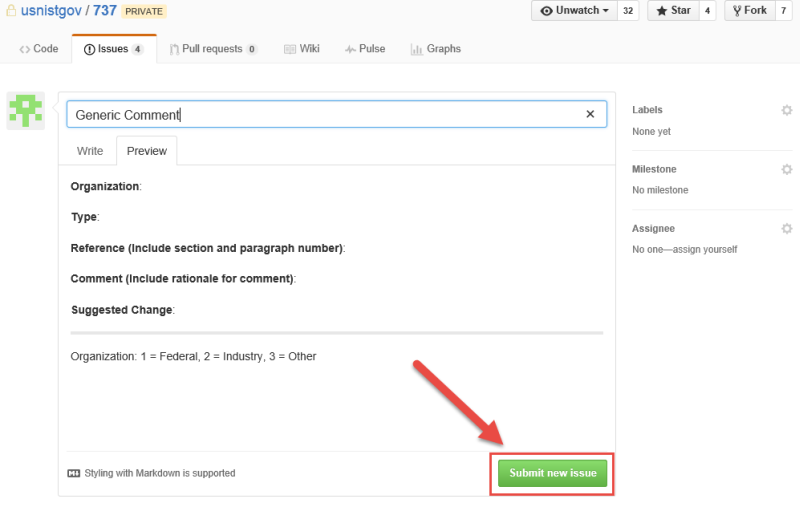 usnistgov / 737 PRIVATE Unwatch 32 Star 4 Fork 7
Code Issues 4 Pull requests 0 Wiki Pulse Graphs
Generic Comment
Write Preview
Organization:
Type:
Reference (Include section and paragraph number):
Comment (Include rationale for comment):
Suggested Change:
Organization: 1 = Federal, 2 = Industry, 3 = Other
Styling with Markdown is supported
Submit new issue
Labels
None yet
Milestone
No milestone
Assignee
No one—assign yourself